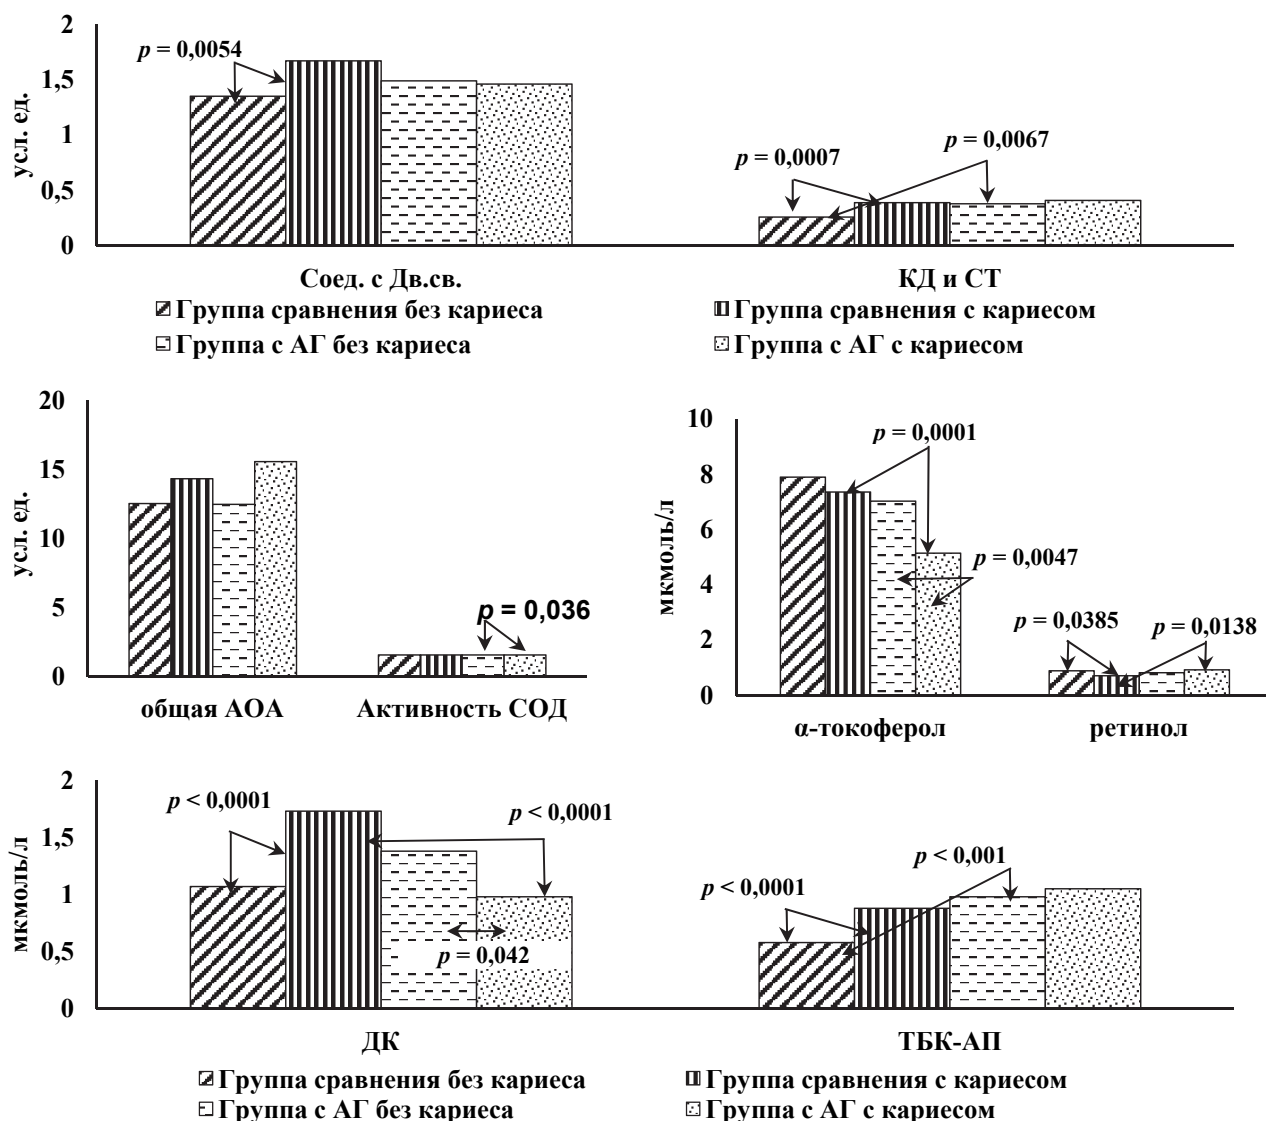 2
1,5
1
0,5
0
усл. ед.
p = 0,0054
p = 0,0007
p = 0,0067
Соед. с Дв.св.
КД и СТ
Группа сравнения без кариеса
Группа сравнения с кариесом
Группа с АГ без кариеса
Группа с АГ с кариесом
20
15
10
5
0
усл. ед.
p = 0,036
общая АОА
Активность СОД
10
8
6
4
2
0
мкмоль/л
p = 0,0001
p = 0,0047
p = 0,0385
p = 0,0138
α-токоферол
ретинол
2
1,5
1
0,5
0
мкмоль/л
p < 0,0001
p < 0,0001
p = 0,042
p < 0,0001
p < 0,001
ДК
ТБК-АП
Группа сравнения без кариеса
Группа сравнения с кариесом
Группа с АГ без кариеса
Группа с АГ с кариесом